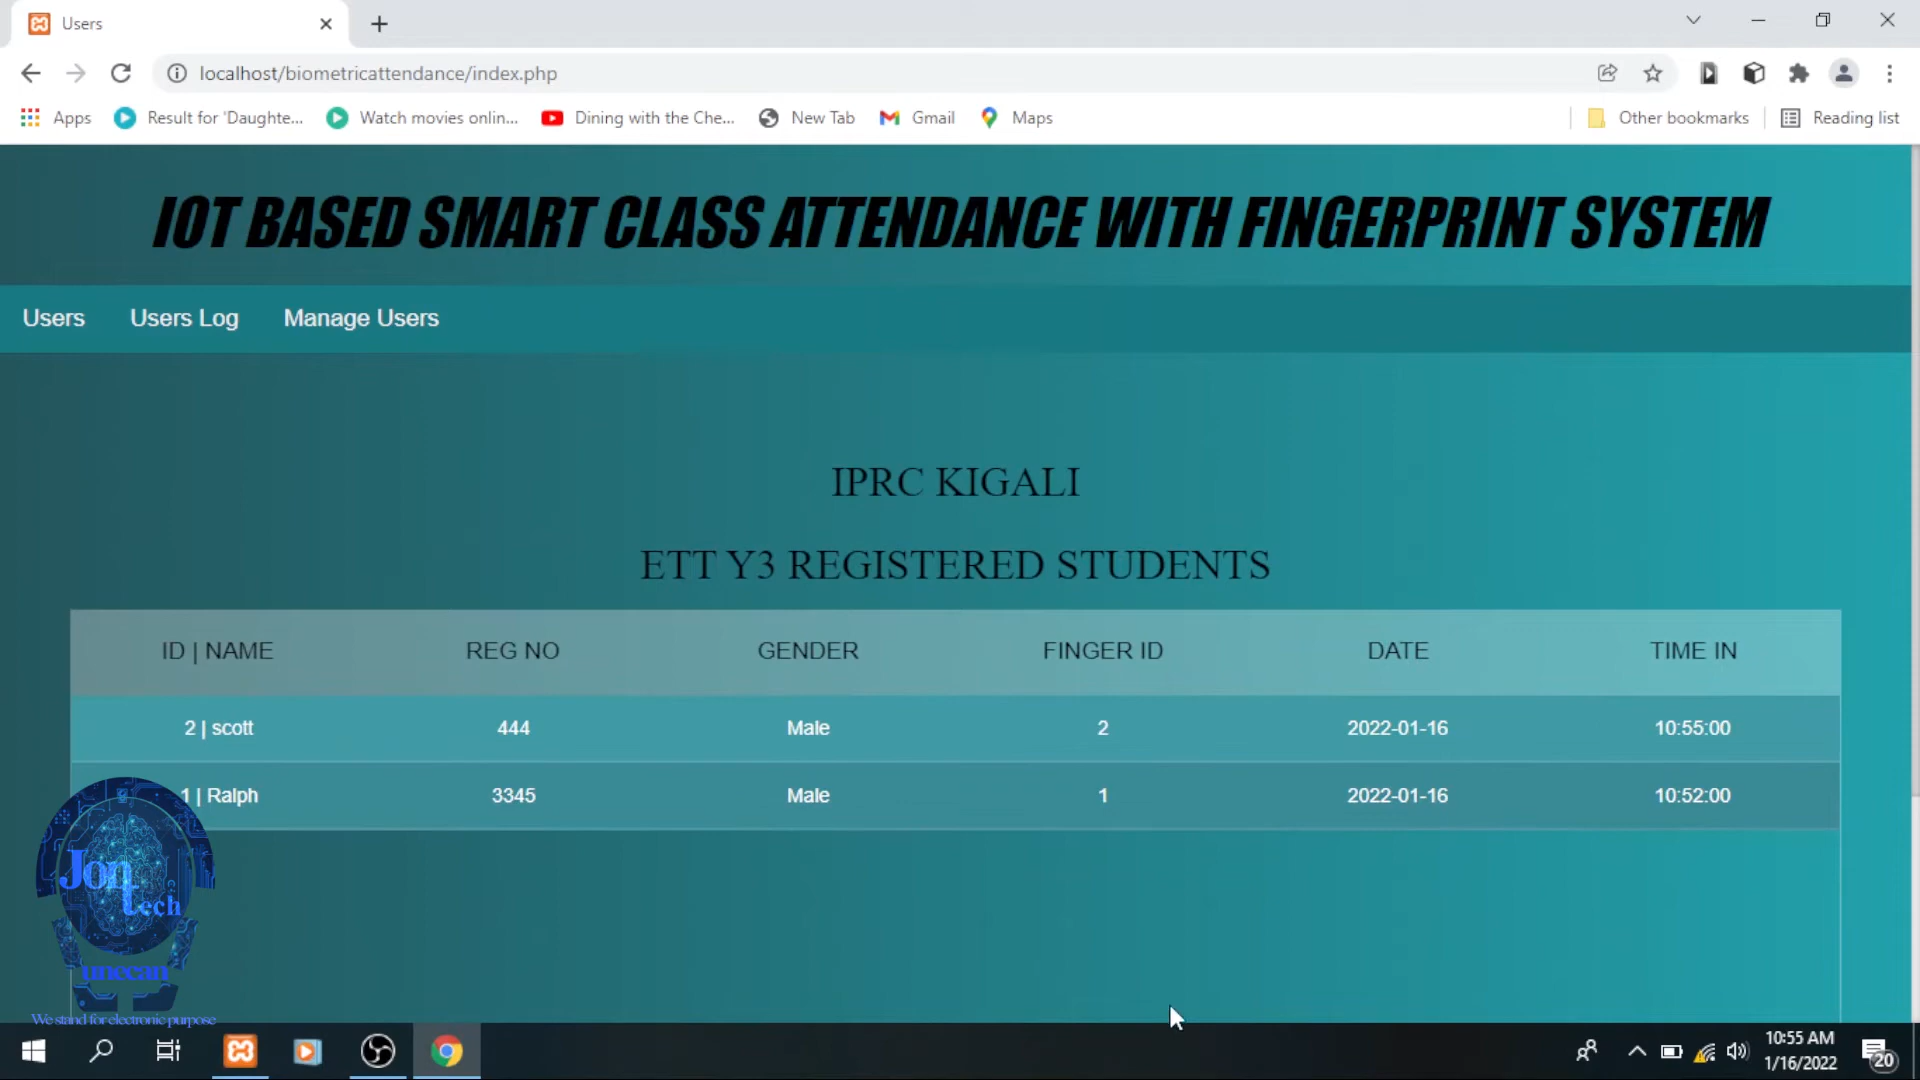 Users
localhost/biometricattendance/index.php
Apps
Result for 'Daughte...
Watch movies onlin...
Dining with the Che...
New Tab
Gmail
Maps
Other bookmarks
Reading list
IOT BASED SMART CLASS ATTENDANCE WITH FINGERPRINT SYSTEM
Users Users Log Manage Users
IPRC KIGALI
ETT Y3 REGISTERED STUDENTS
ID | NAME REG NO GENDER FINGER ID DATE TIME IN
2 | scott 444 Male 2 2022-01-16 10:55:00
1 | Ralph 3345 Male 1 2022-01-16 10:52:00
Jon
tech
unecan
We stand for electronic purpose
10:55 AM
1/16/2022
20